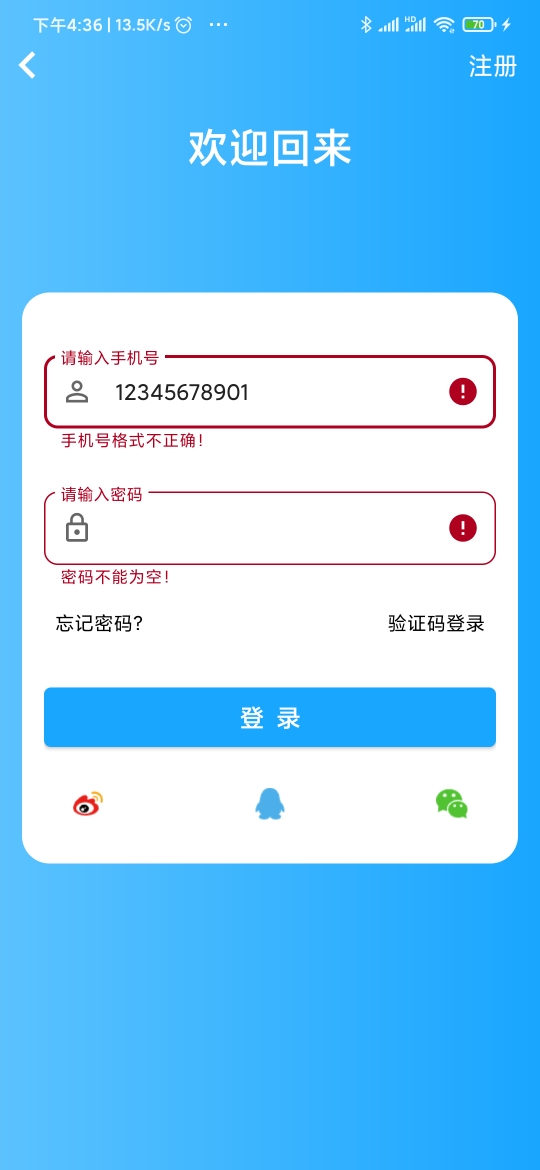 下午4:36 | 13.5K/s ···
HD
70
注册
欢迎回来
请输入手机号
12345678901
手机号格式不正确!
请输入密码
密码不能为空!
忘记密码? 验证码登录
登 录